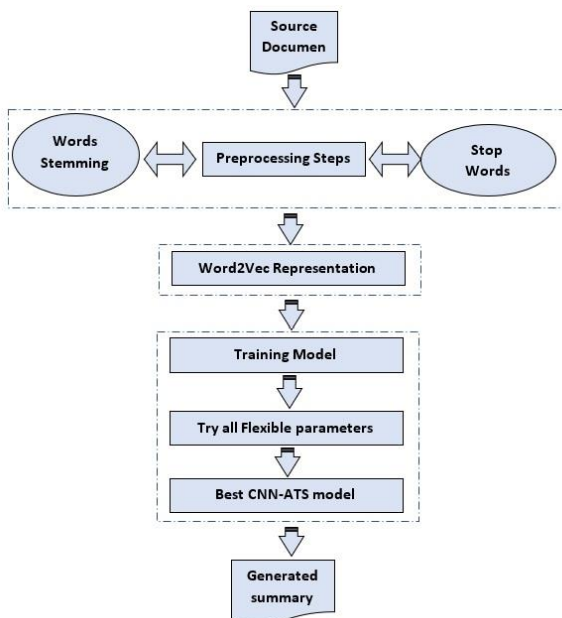 Source
Documen
Words
Stemming
Preprocessing Steps
Stop
Words
Word2Vec Representation
Training Model
Try all Flexible parameters
Best CNN-ATS model
Generated
summary